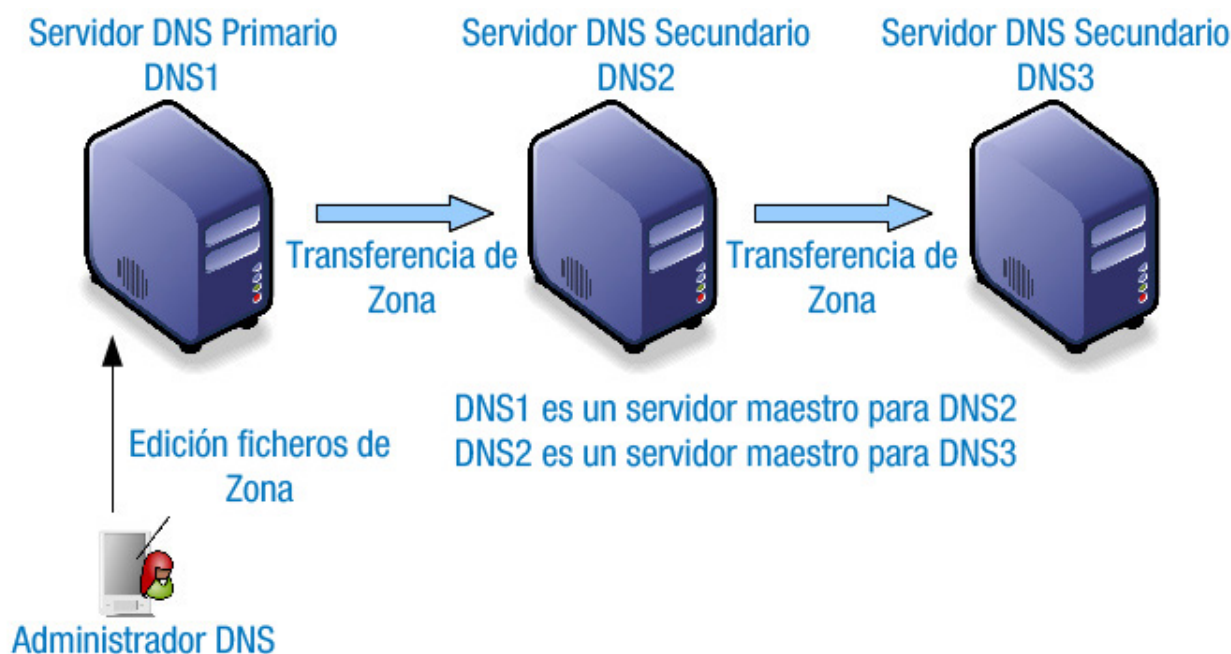 Servidor DNS Primario
DNS1
Servidor DNS Secundario
DNS2
Servidor DNS Secundario
DNS3
Transferencia de
Zona
Transferencia de
Zona
DNS1 es un servidor maestro para DNS2
DNS2 es un servidor maestro para DNS3
Edición ficheros de
Zona
Administrador DNS